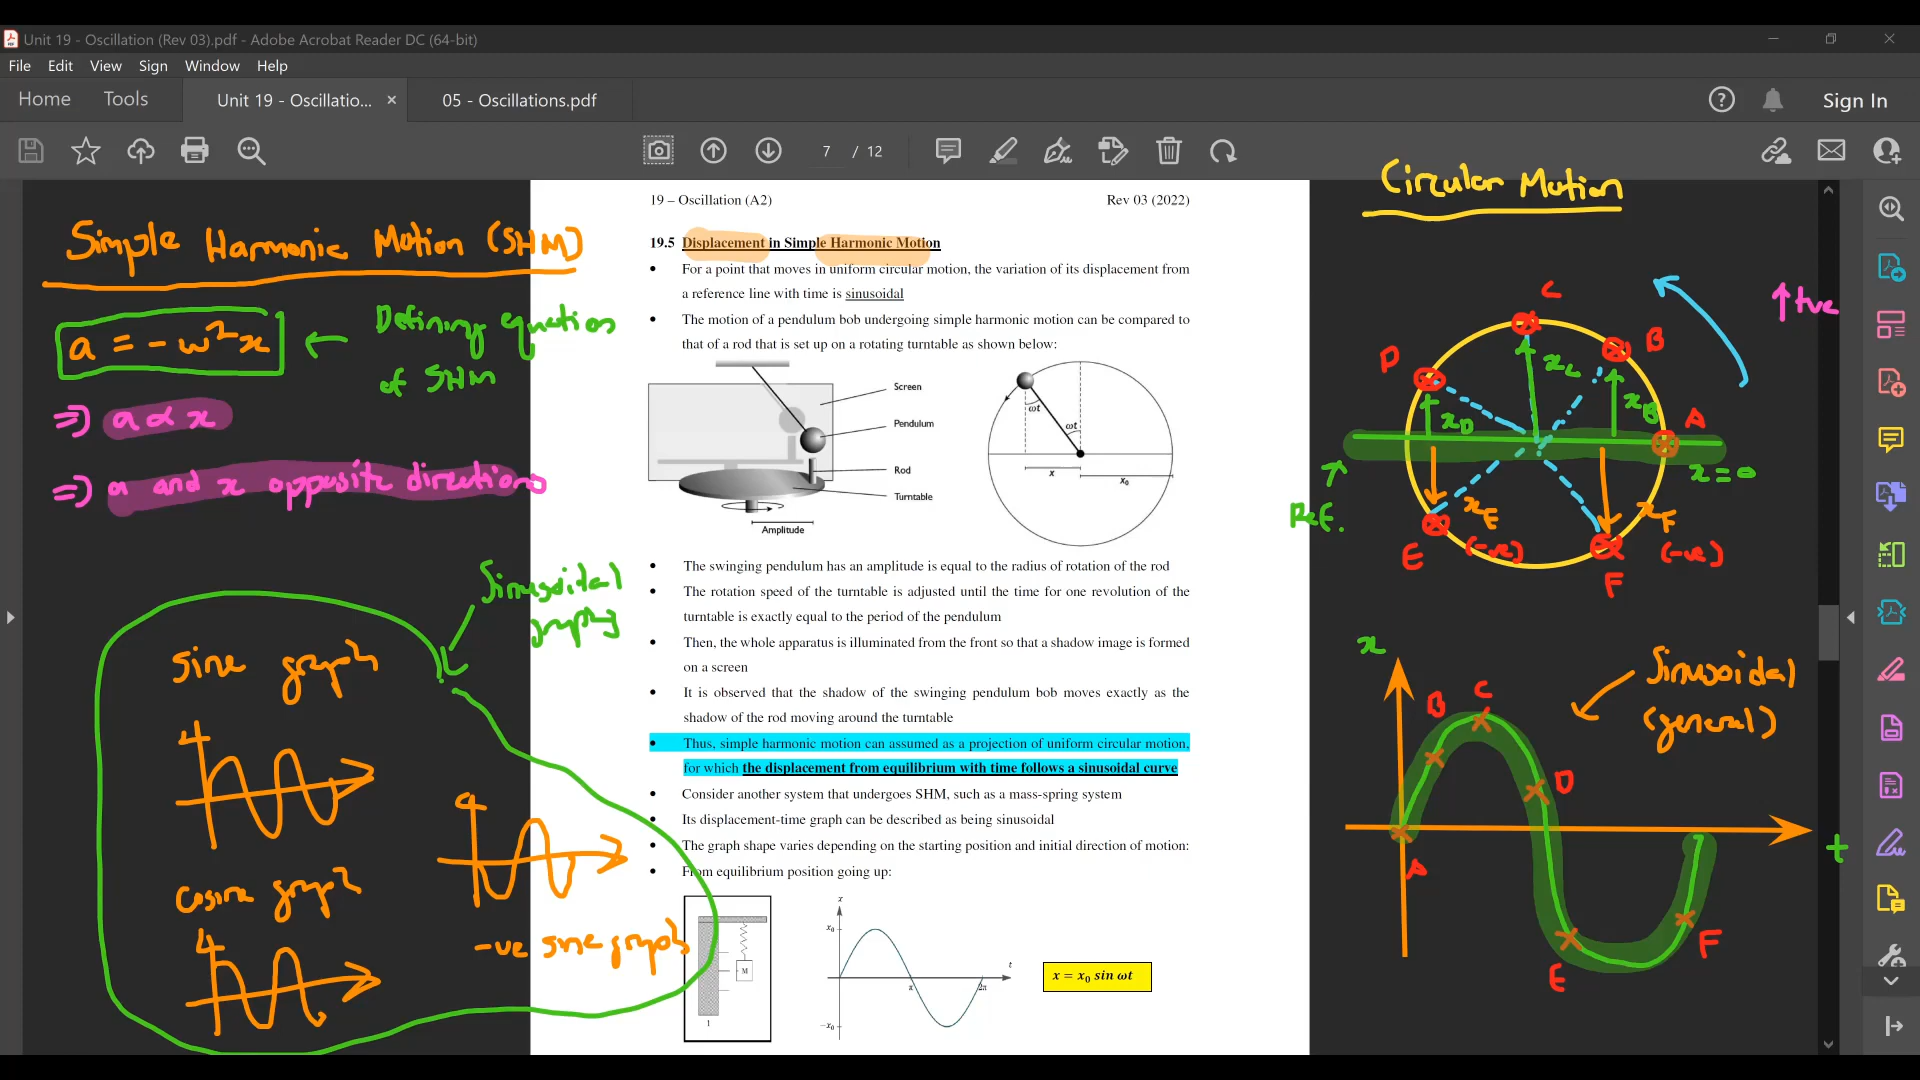 Unit 19 - Oscillation (Rev 03).pdf - Adobe Acrobat Reader DC (64-bit)
File Edit View Sign Window Help
Home Tools Unit 19 - Oscillatio... × 05 - Oscillations.pdf Sign In
7 / 12
Simple Harmonic Motion (SHM)
a = -ω²x
← Defining equation
of SHM
⇒) a α x
⇒) a and x opposite directions
Sinusoidal
graphs
sine graph
cosine graph
-ve sine graph
19 – Oscillation (A2) Rev 03 (2022)
19.5 Displacement in Simple Harmonic Motion
• For a point that moves in uniform circular motion, the variation of its displacement from
a reference line with time is sinusoidal
• The motion of a pendulum bob undergoing simple harmonic motion can be compared to
that of a rod that is set up on a rotating turntable as shown below:
Screen
Pendulum
Rod
Turntable
Amplitude
ωt
ωt
x
x₀
• The swinging pendulum has an amplitude is equal to the radius of rotation of the rod
• The rotation speed of the turntable is adjusted until the time for one revolution of the
turntable is exactly equal to the period of the pendulum
• Then, the whole apparatus is illuminated from the front so that a shadow image is formed
on a screen
• It is observed that the shadow of the swinging pendulum bob moves exactly as the
shadow of the rod moving around the turntable
• Thus, simple harmonic motion can assumed as a projection of uniform circular motion,
for which the displacement from equilibrium with time follows a sinusoidal curve
• Consider another system that undergoes SHM, such as a mass-spring system
• Its displacement-time graph can be described as being sinusoidal
• The graph shape varies depending on the starting position and initial direction of motion:
• From equilibrium position going up:
M
1
x
x₀
-x₀
π
2π
t
x = x₀ sin ωt
Circular Motion
↑ +ve
C
B
D
A
x_C
x_B
x_D
x = 0
Ref.
x_E
x_F
E
(-ve)
(-ve)
F
x
Sinusoidal
(general)
B
C
D
t
A
F
E